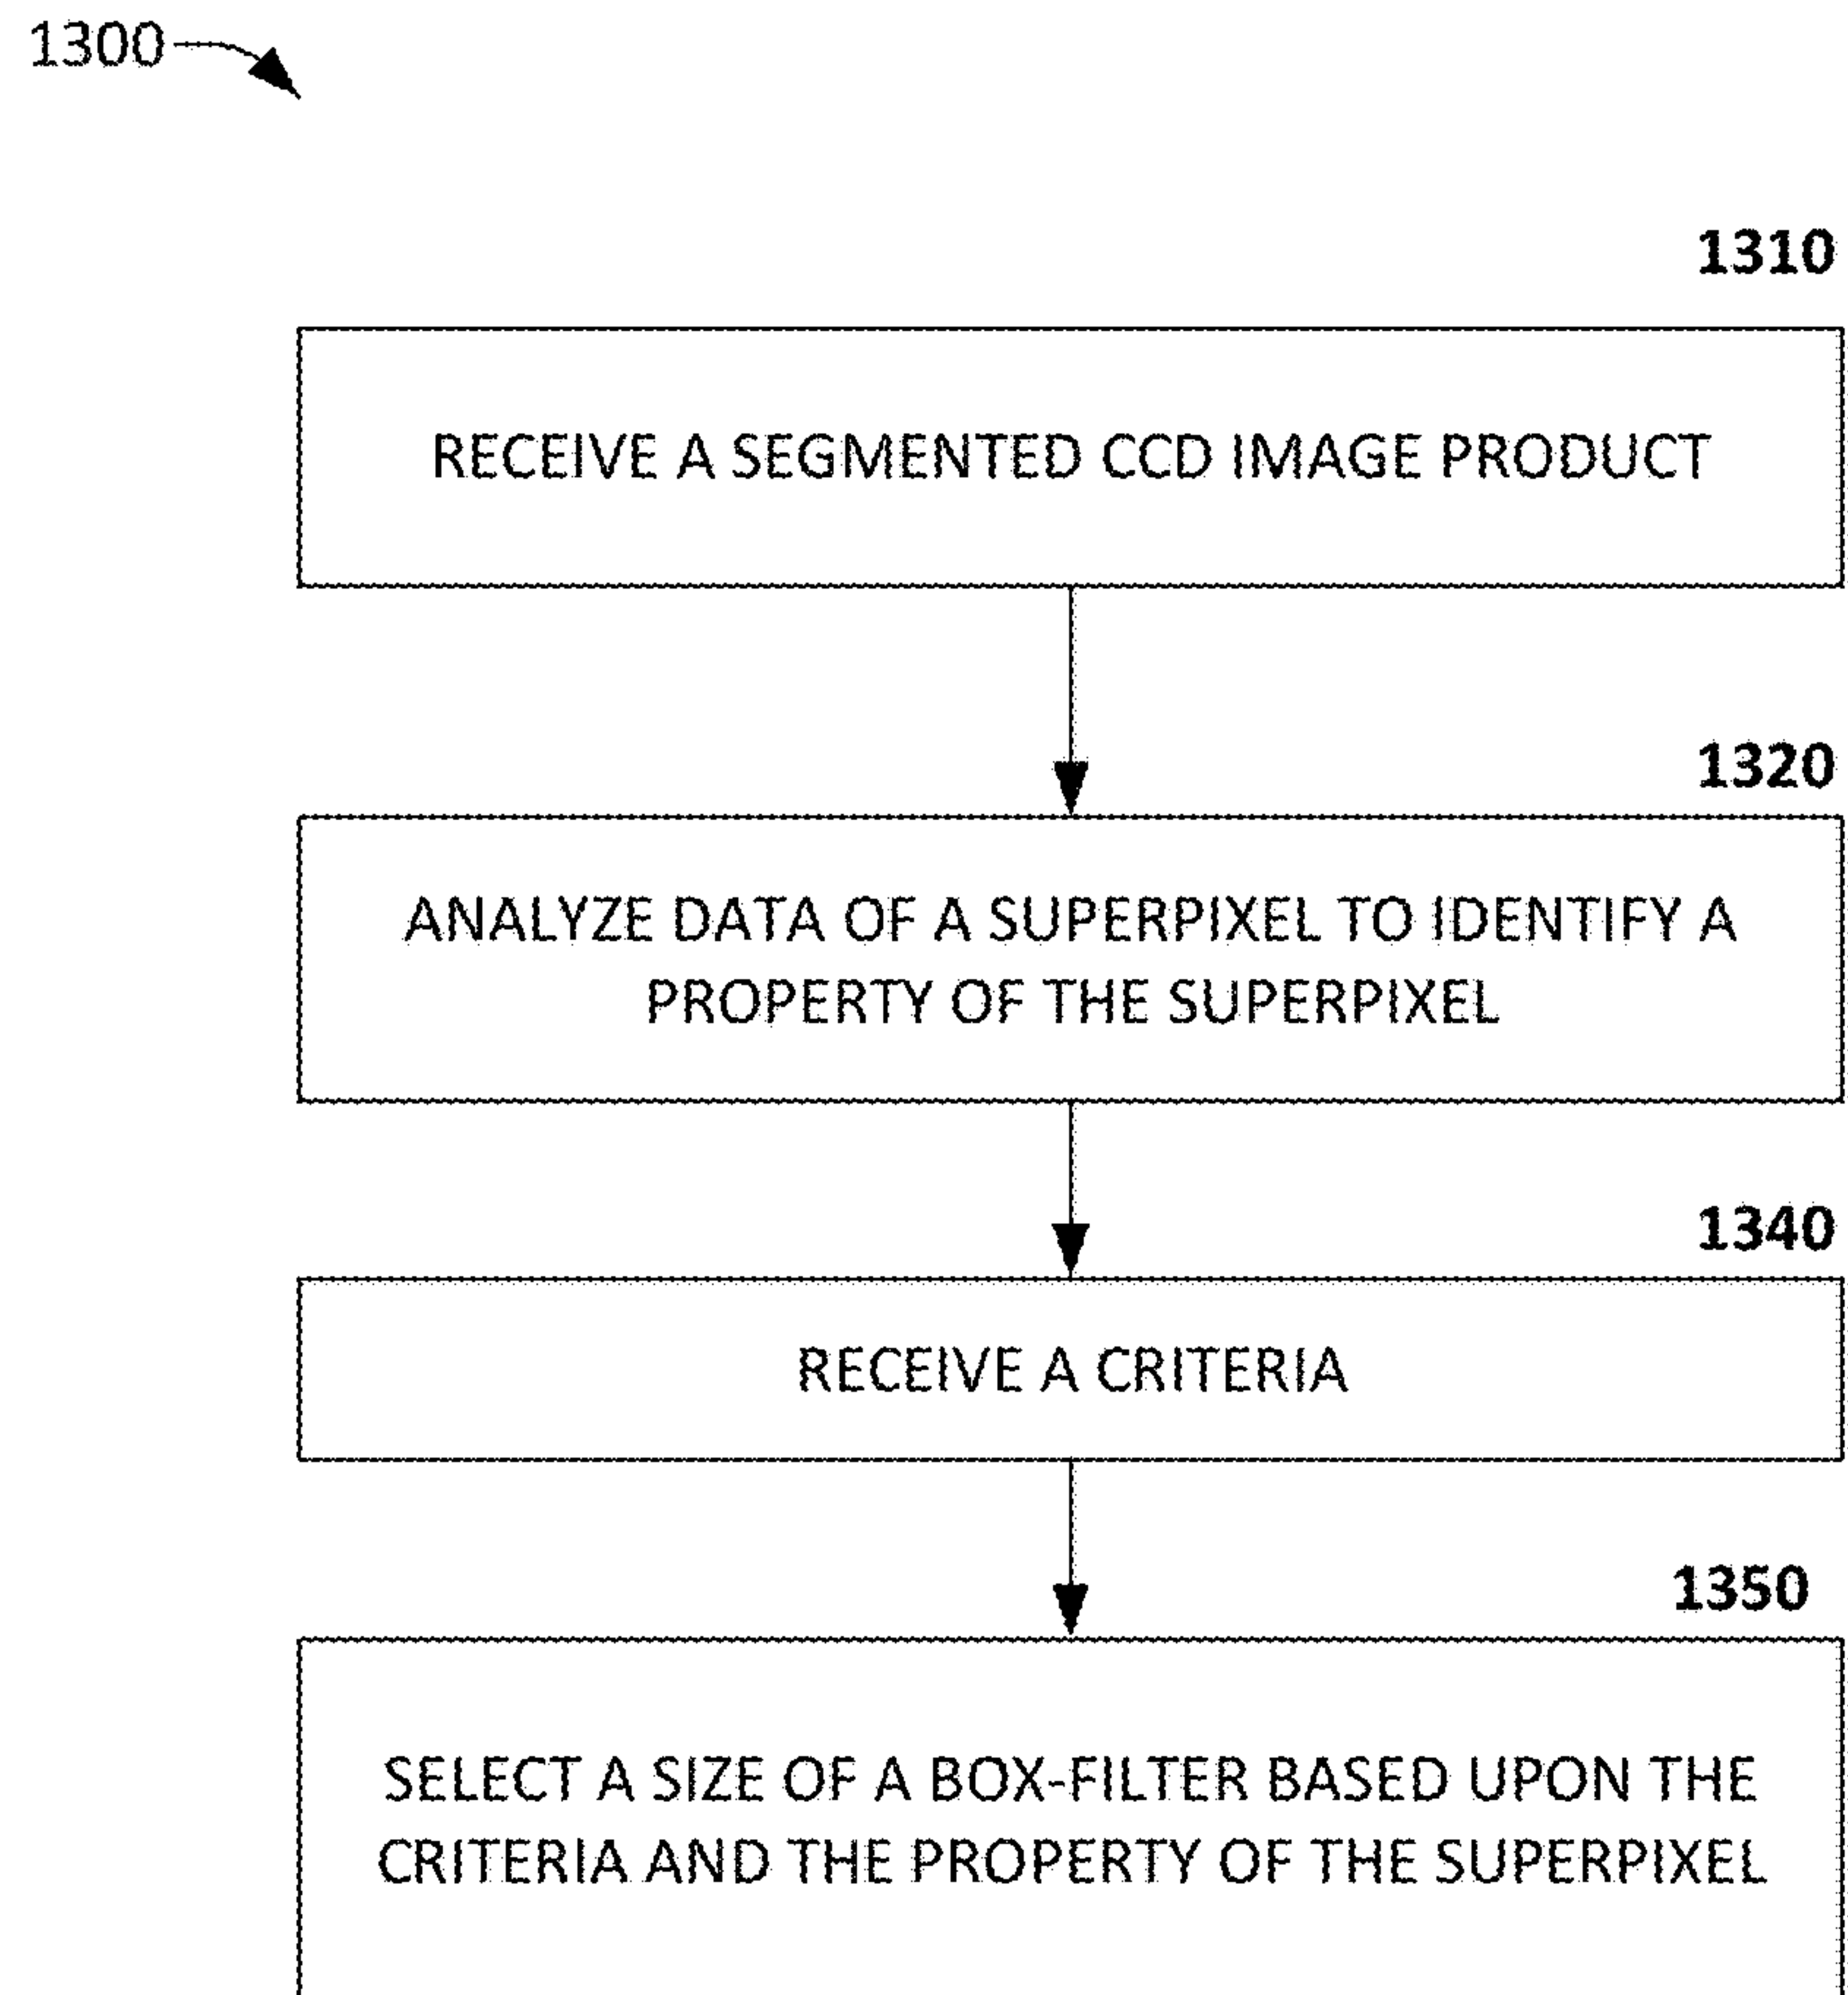 1300
1310
RECEIVE A SEGMENTED CCD IMAGE PRODUCT
1320
ANALYZE DATA OF A SUPERPIXEL TO IDENTIFY A
PROPERTY OF THE SUPERPIXEL
1340
RECEIVE A CRITERIA
1350
SELECT A SIZE OF A BOX-FILTER BASED UPON THE
CRITERIA AND THE PROPERTY OF THE SUPERPIXEL